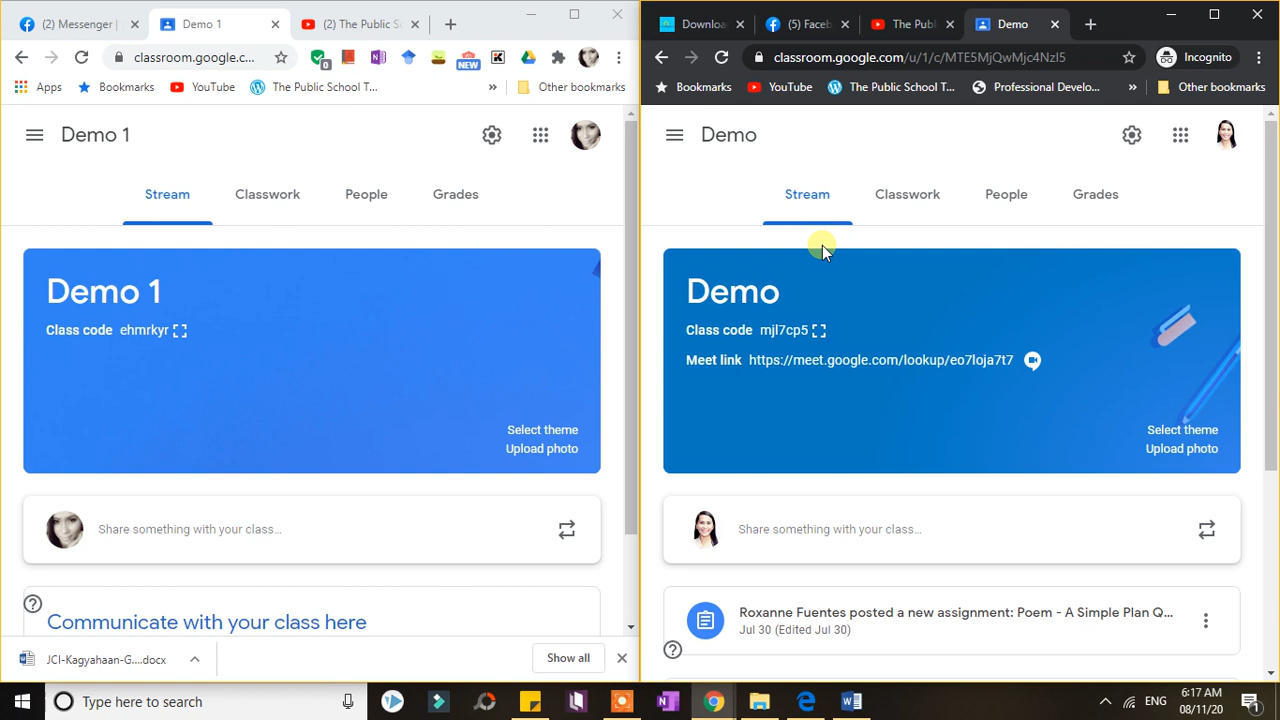 (2) Messenger |
Demo 1
(2) The Public Sc
classroom.google.c...
0
NEW
Apps
Bookmarks
YouTube
The Public School T...
»
Other bookmarks
Demo 1
Stream
Classwork
People
Grades
Demo 1
Class code ehmrkyr
Select theme
Upload photo
Share something with your class...
Communicate with your class here
JCI-Kagyahaan-G....docx
Show all
Downloa
(5) Faceb
The Pub
Demo
classroom.google.com/u/1/c/MTE5MjQwMjc4NzI5
Incognito
Bookmarks
YouTube
The Public School T...
Professional Develo...
»
Other bookmarks
Demo
Stream
Classwork
People
Grades
Demo
Class code mjl7cp5
Meet link https://meet.google.com/lookup/eo7loja7t7
Select theme
Upload photo
Share something with your class...
Roxanne Fuentes posted a new assignment: Poem - A Simple Plan Q...
Jul 30 (Edited Jul 30)
Type here to search
ENG
6:17 AM
08/11/20
1